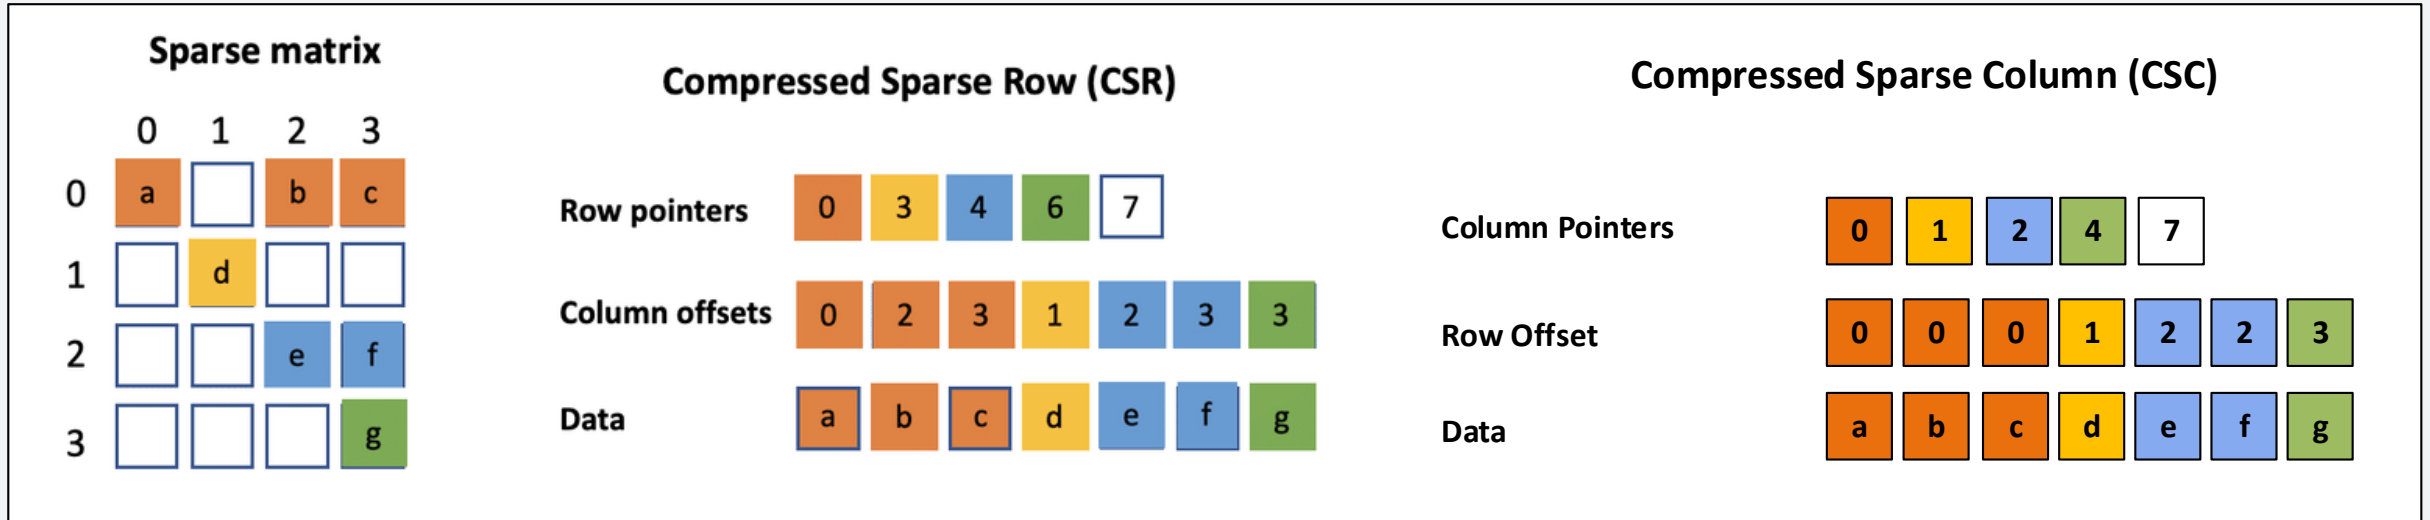 Sparse matrix
0 1 2 3
0 a b c
1 d
2 e f
3 g
Compressed Sparse Row (CSR)
Row pointers 0 3 4 6 7
Column offsets 0 2 3 1 2 3 3
Data a b c d e f g
Compressed Sparse Column (CSC)
Column Pointers 0 1 2 4 7
Row Offset 0 0 0 1 2 2 3
Data a b c d e f g